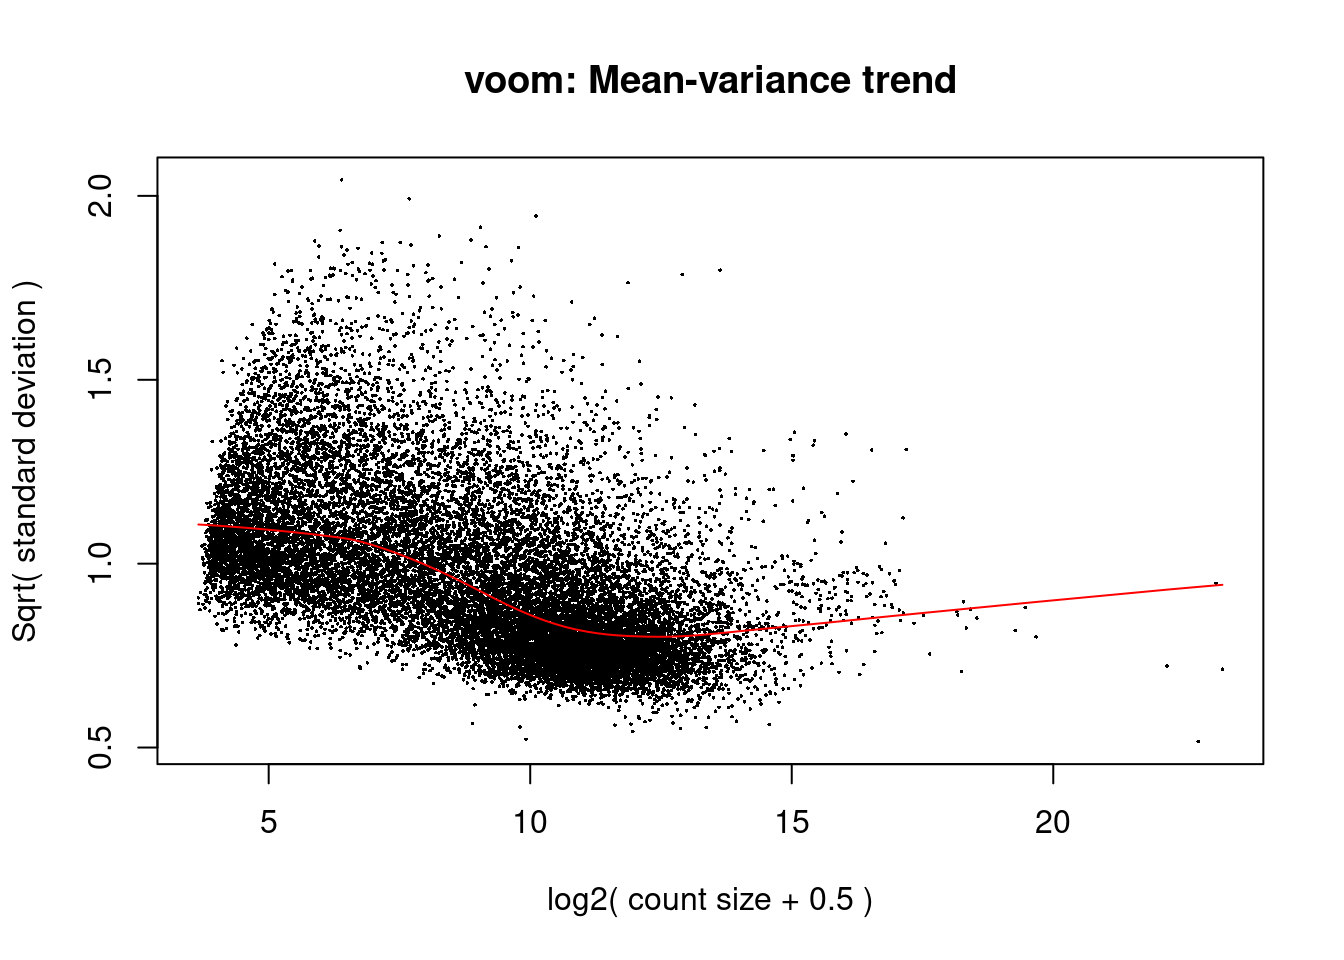 voom: Mean-variance trend
Sqrt( standard deviation )
2.0
1.5
1.0
0.5
5 10 15 20
log2( count size + 0.5 )